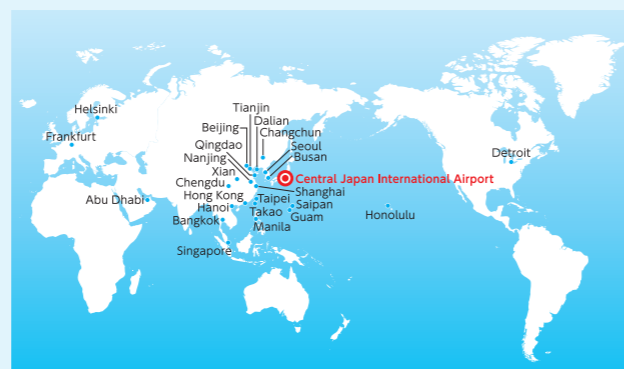 Helsinki
Frankfurt
Abu Dhabi
Tianjin
Dalian
Beijing
Changchun
Qingdao
Seoul
Nanjing
Busan
Xian
Central Japan International Airport
Chengdu
Shanghai
Hong Kong
Taipei
Saipan
Hanoi
Takao
Guam
Bangkok
Manila
Singapore
Honolulu
Detroit